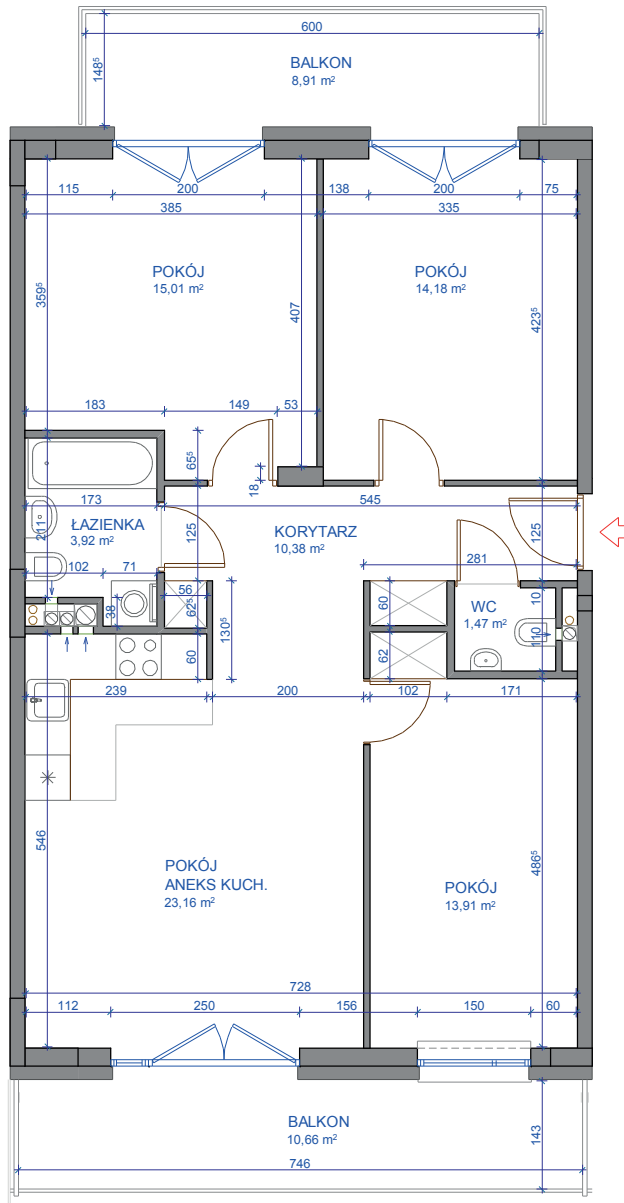 600
148⁵
BALKON
8,91 m²
115
200
138
200
75
385
335
POKÓJ
15,01 m²
POKÓJ
14,18 m²
359⁵
407
423⁵
183
149
53
65⁵
18
173
545
ŁAZIENKA
3,92 m²
211
125
KORYTARZ
10,38 m²
125
281
102
71
56
62⁵
38
60
WC
1,47 m²
10
110
130⁵
60
62
239
200
102
171
546
POKÓJ
ANEKS KUCH.
23,16 m²
POKÓJ
13,91 m²
486⁵
728
112
250
156
150
60
BALKON
10,66 m²
143
746